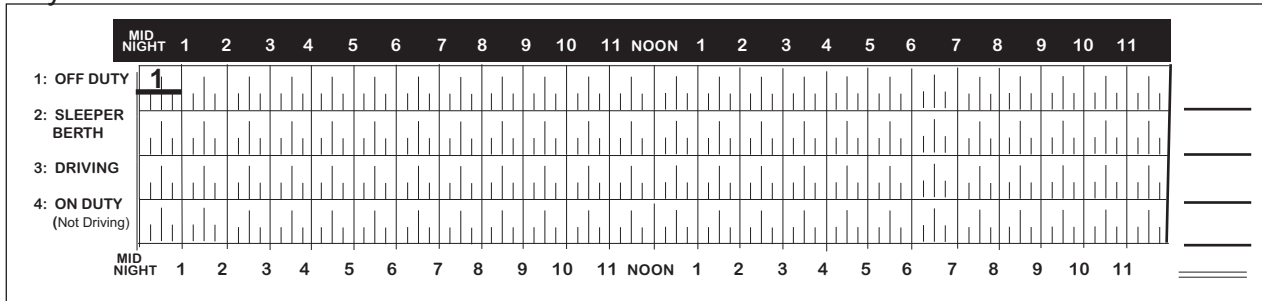 MID NIGHT 1 2 3 4 5 6 7 8 9 10 11 NOON 1 2 3 4 5 6 7 8 9 10 11
1: OFF DUTY 1
2: SLEEPER
BERTH
3: DRIVING
4: ON DUTY
(Not Driving)
MID NIGHT 1 2 3 4 5 6 7 8 9 10 11 NOON 1 2 3 4 5 6 7 8 9 10 11